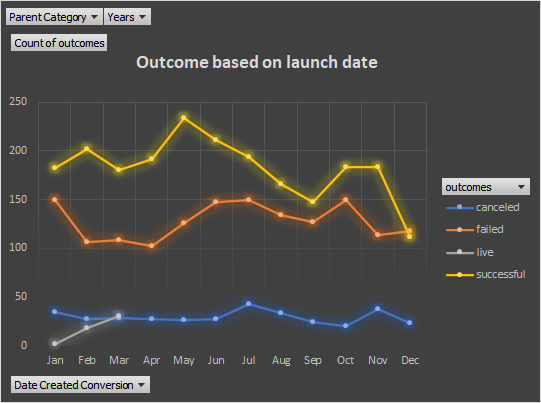 Parent Category Years
Count of outcomes
Outcome based on launch date
250
200
150
100
50
0
Jan Feb Mar Apr May Jun Jul Aug Sep Oct Nov Dec
outcomes
canceled
failed
live
successful
Date Created Conversion